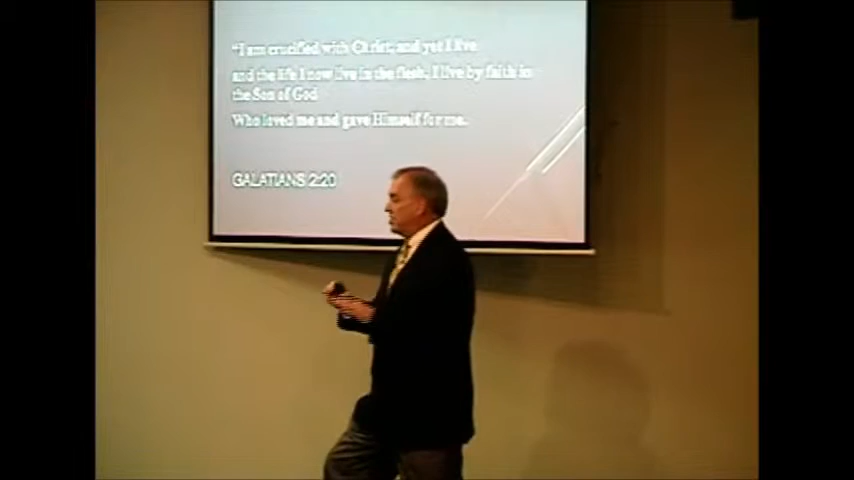 “I am crucified with Christ, and yet I live
and the life I now live in the flesh, I live by faith in
the Son of God
Who loved me and gave Himself for me.
GALATIANS 2:20